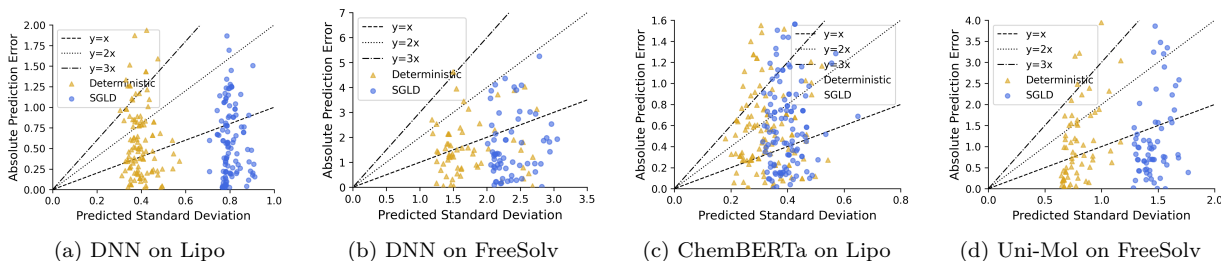 2.00
1.75
1.50
1.25
1.00
0.75
0.50
0.25
0.00
Absolute Prediction Error
y=x
y=2x
y=3x
Deterministic
SGLD
0.0 0.2 0.4 0.6 0.8 1.0
Predicted Standard Deviation
(a) DNN on Lipo
7
6
5
4
3
2
1
0
Absolute Prediction Error
y=x
y=2x
y=3x
Deterministic
SGLD
0.0 0.5 1.0 1.5 2.0 2.5 3.0 3.5
Predicted Standard Deviation
(b) DNN on FreeSolv
1.6
1.4
1.2
1.0
0.8
0.6
0.4
0.2
0.0
Absolute Prediction Error
y=x
y=2x
y=3x
Deterministic
SGLD
0.0 0.2 0.4 0.6 0.8
Predicted Standard Deviation
(c) ChemBERTa on Lipo
4.0
3.5
3.0
2.5
2.0
1.5
1.0
0.5
0.0
Absolute Prediction Error
y=x
y=2x
y=3x
Deterministic
SGLD
0.0 0.5 1.0 1.5 2.0
Predicted Standard Deviation
(d) Uni-Mol on FreeSolv